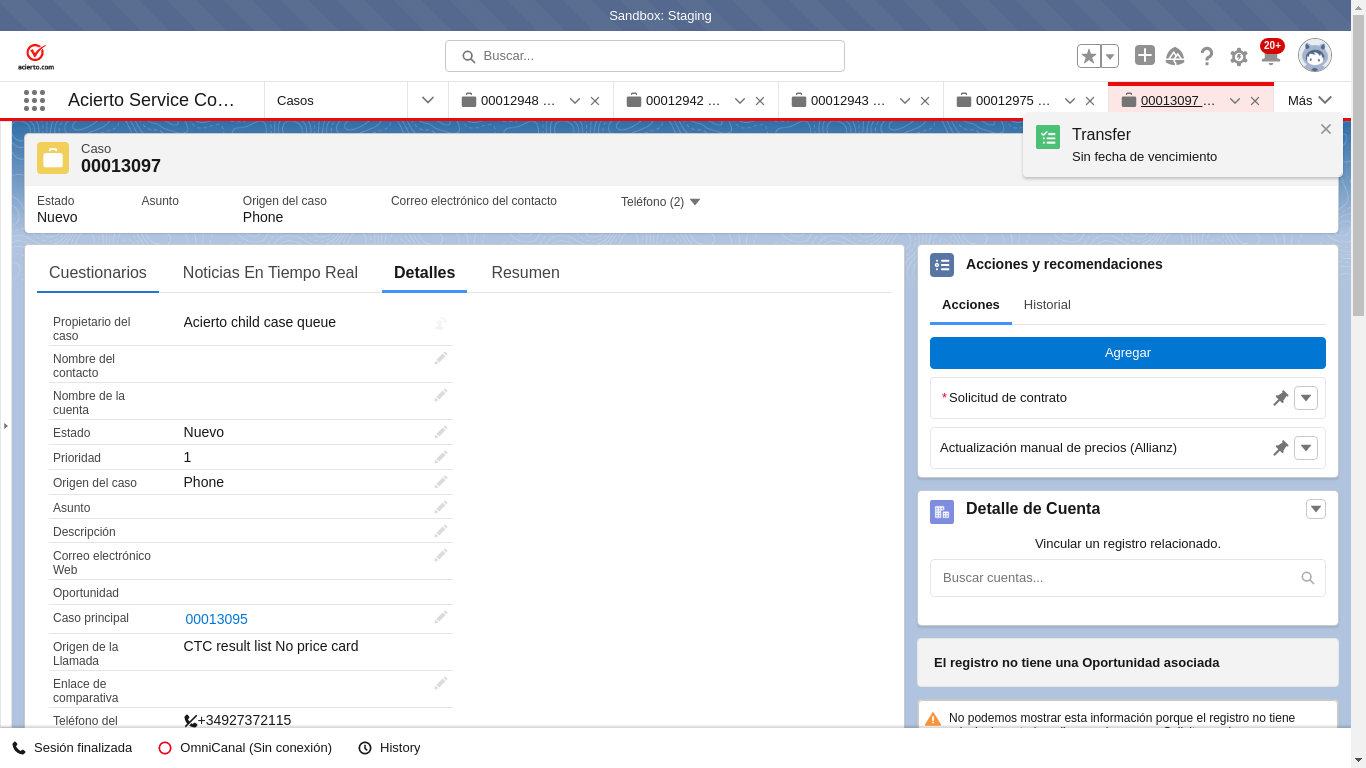 Sandbox: Staging
acierto.com
Buscar...
20+
Acierto Service Co…
Casos
00012948 …
00012942 …
00012943 …
00012975 …
00013097 …
Más
Transfer
Sin fecha de vencimiento
Caso
00013097
Estado
Nuevo
Asunto
Origen del caso
Phone
Correo electrónico del contacto
Teléfono (2)
Cuestionarios
Noticias En Tiempo Real
Detalles
Resumen
Propietario del
caso
Acierto child case queue
Nombre del
contacto
Nombre de la
cuenta
Estado
Nuevo
Prioridad
1
Origen del caso
Phone
Asunto
Descripción
Correo electrónico
Web
Oportunidad
Caso principal
00013095
Origen de la
Llamada
CTC result list No price card
Enlace de
comparativa
Teléfono del
+34927372115
Acciones y recomendaciones
Acciones
Historial
Agregar
*Solicitud de contrato
Actualización manual de precios (Allianz)
Detalle de Cuenta
Vincular un registro relacionado.
Buscar cuentas...
El registro no tiene una Oportunidad asociada
No podemos mostrar esta información porque el registro no tiene
Sesión finalizada
OmniCanal (Sin conexión)
History